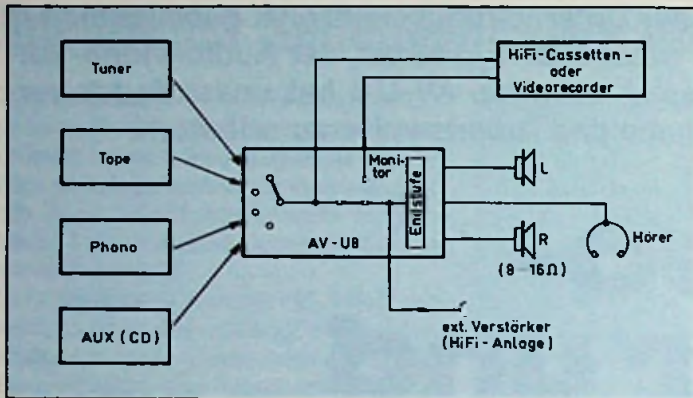 Tuner
Tape
Phono
AUX (CD)
HiFi-Cassetten-
oder
Videorecorder
Moni-
tor
Endstufe
AV-U8
L
R
(8-16Ω)
Hörer
ext. Verstärker
(HiFi-Anlage)